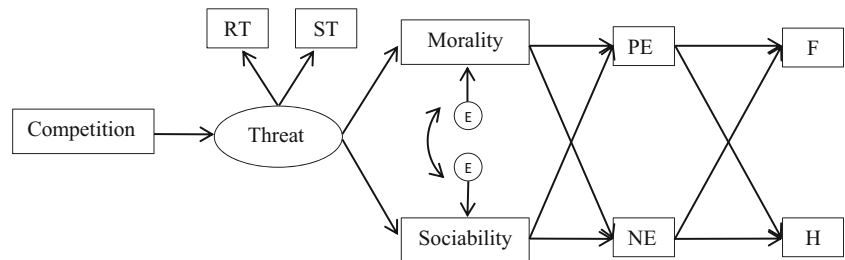 RT
ST
Morality
PE
F
Competition
Threat
E
E
Sociability
NE
H